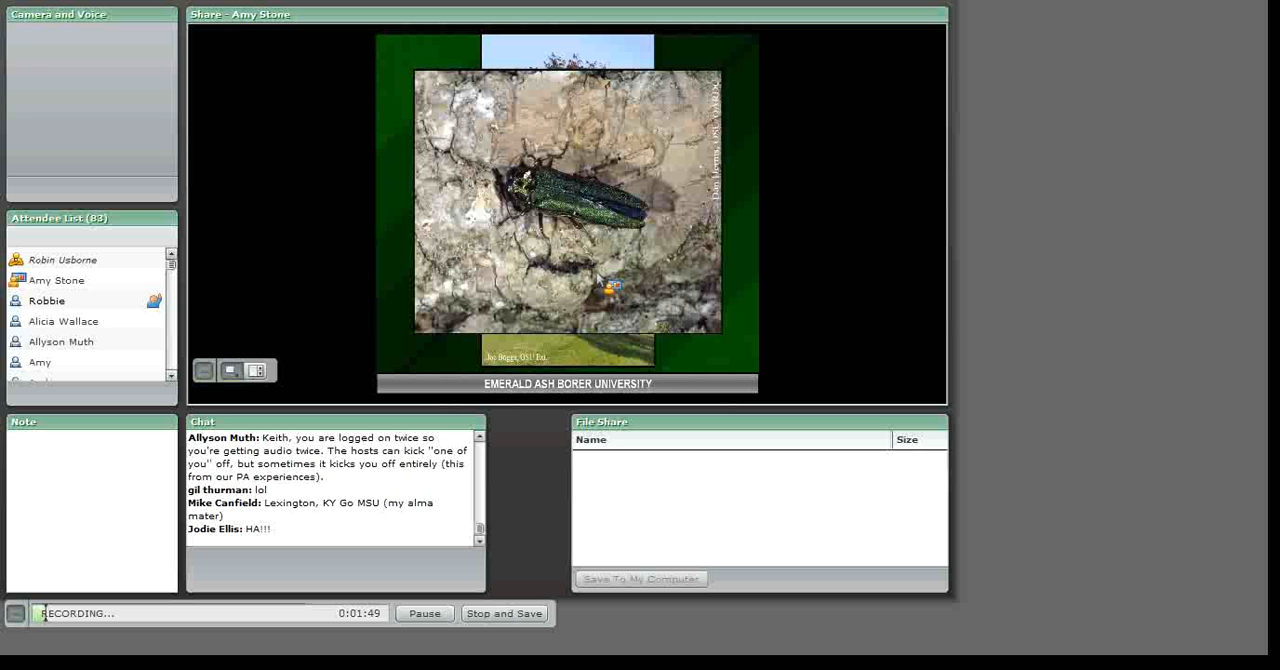 Camera and Voice
Share - Amy Stone
Attendee List (83)
Robin Usborne
Amy Stone
Robbie
Alicia Wallace
Allyson Muth
Amy
Joe Boggs, OSU Ext.
EMERALD ASH BORER UNIVERSITY
Note
Chat
Allyson Muth: Keith, you are logged on twice so
you're getting audio twice. The hosts can kick "one of
you" off, but sometimes it kicks you off entirely (this
from our PA experiences).
gil thurman: lol
Mike Canfield: Lexington, KY Go MSU (my alma
mater)
Jodie Ellis: HA!!!
File Share
Name
Size
Save To My Computer
RECORDING...
0:01:49
Pause
Stop and Save